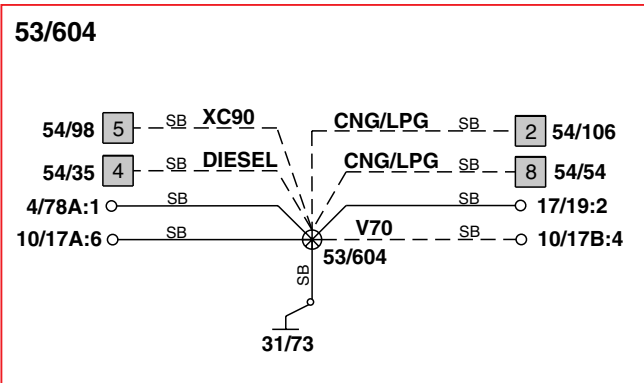 53/604
54/98 5 SB XC90 CNG/LPG SB 2 54/106
54/35 4 SB DIESEL CNG/LPG SB 8 54/54
4/78A:1 SB SB 17/19:2
10/17A:6 SB V70 SB 10/17B:4
53/604
SB
31/73